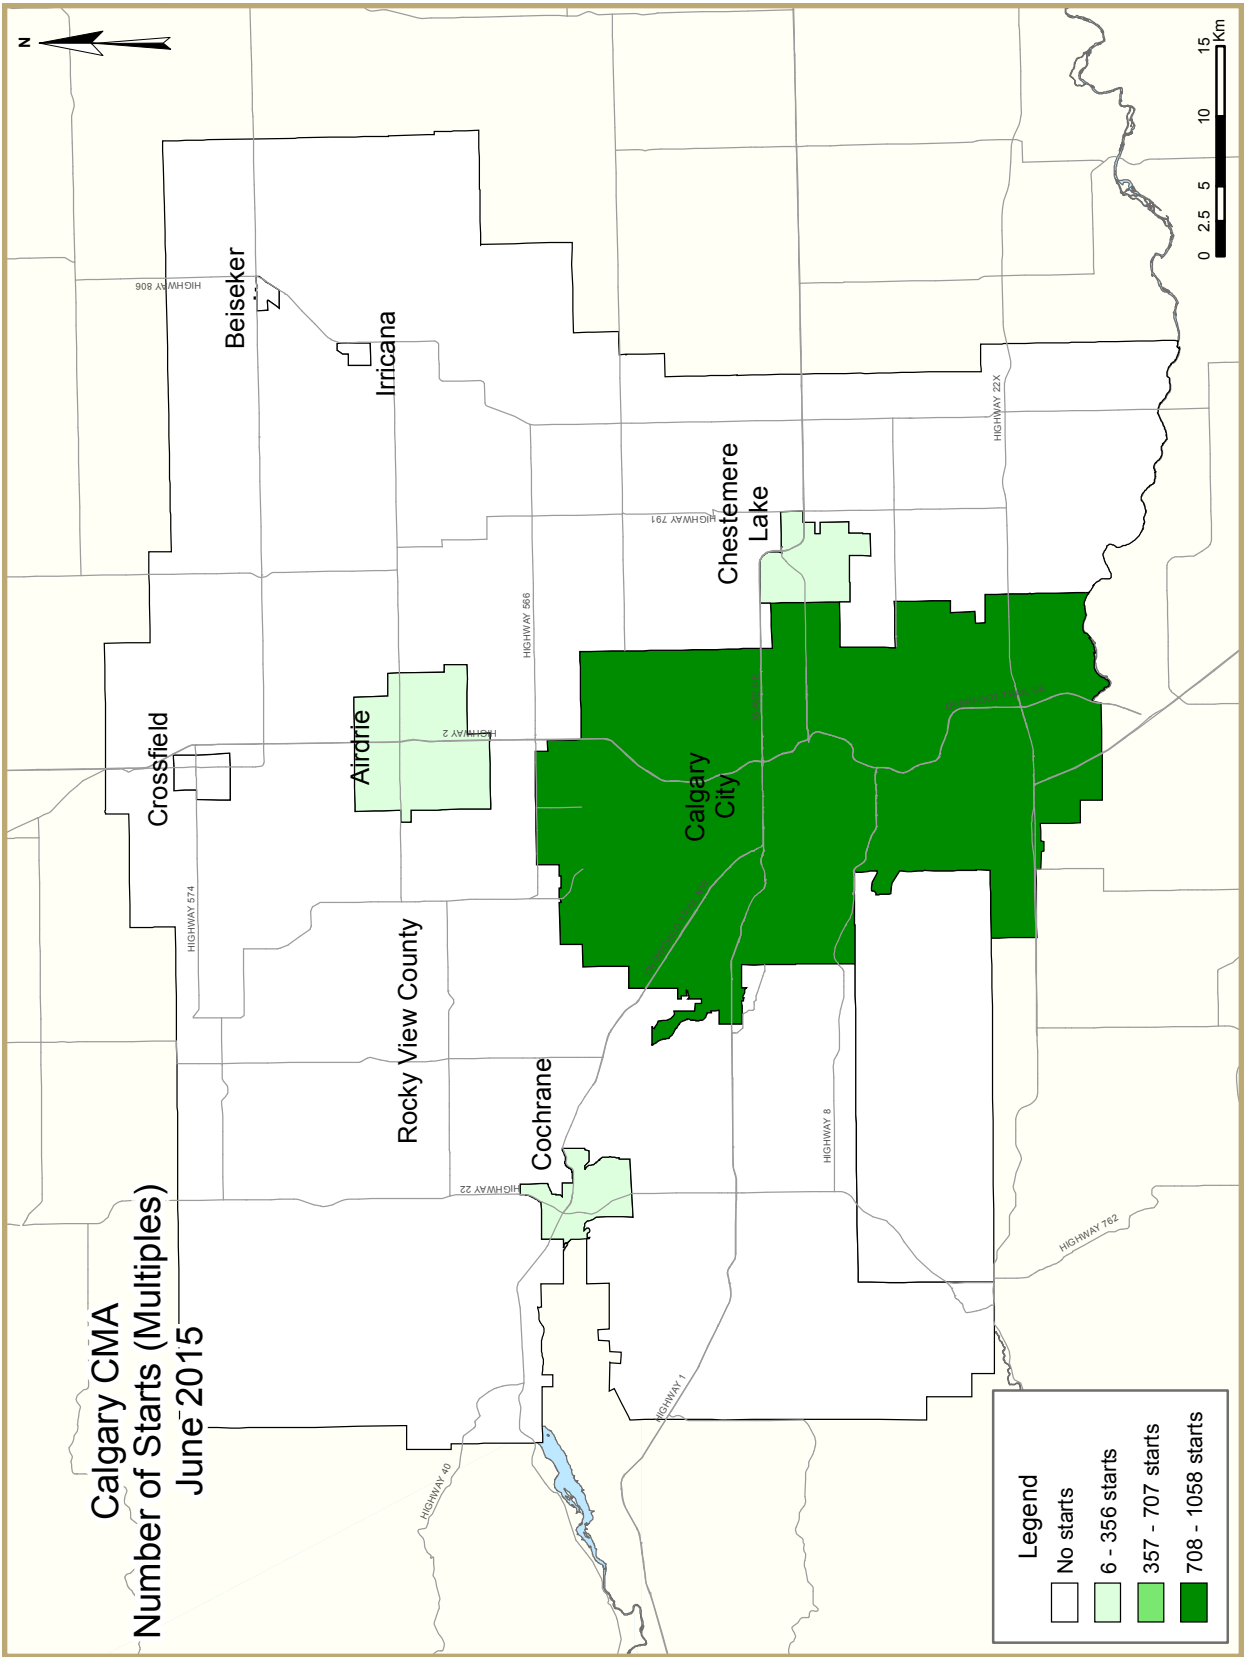 Calgary CMA
Number of Starts (Multiples)
June 2015
N
Crossfield
Beiseker
Irricana
Airdrie
Rocky View County
Cochrane
Calgary
City
Chestemere
Lake
HIGHWAY 574
HIGHWAY 806
HIGHWAY 566
HIGHWAY 2
HIGHWAY 791
HIGHWAY 22
HIGHWAY 40
HIGHWAY 1
HIGHWAY 8
HIGHWAY 22X
HIGHWAY 762
Legend
No starts
6 - 356 starts
357 - 707 starts
708 - 1058 starts
0 2.5 5 10 15
Km